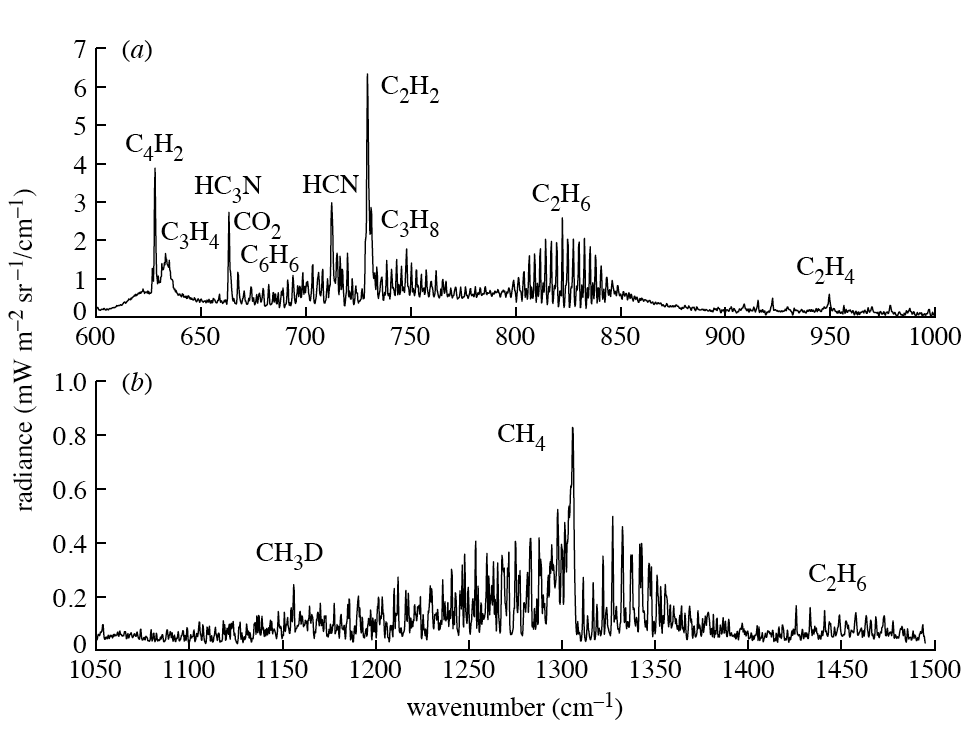 (a)
7
6
5
4
3
2
1
0
C₄H₂
C₃H₄
HC₃N
CO₂
C₆H₆
HCN
C₂H₂
C₃H₈
C₂H₆
C₂H₄
600 650 700 750 800 850 900 950 1000
radiance (mW m⁻² sr⁻¹/cm⁻¹)
(b)
1.0
0.8
0.6
0.4
0.2
0
CH₃D
CH₄
C₂H₆
1050 1100 1150 1200 1250 1300 1350 1400 1450 1500
wavenumber (cm⁻¹)